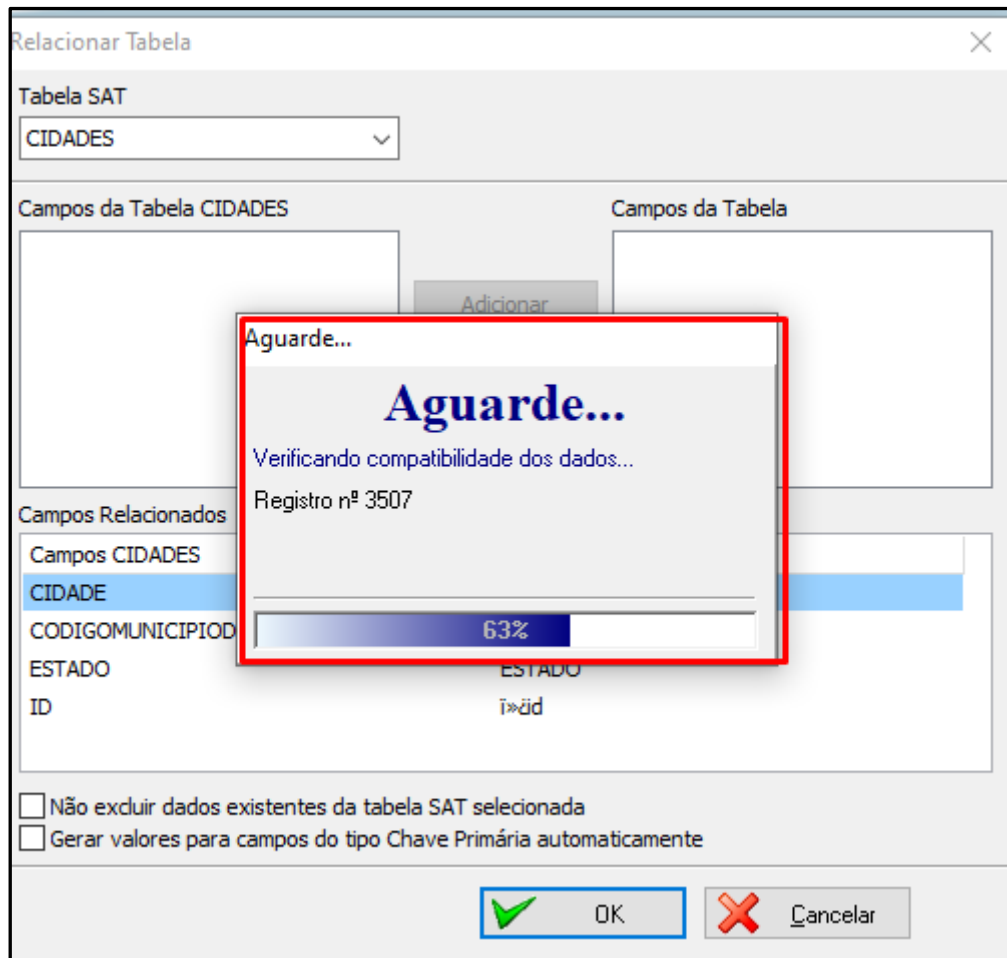 Relacionar Tabela
Tabela SAT
CIDADES
Campos da Tabela CIDADES
Campos da Tabela
Adicionar
Aguarde...
Aguarde...
Verificando compatibilidade dos dados...
Registro nº 3507
63%
Campos Relacionados
Campos CIDADES
CIDADE
CODIGOMUNICIPIOD
ESTADO ESTADO
ID ï»¿id
Não excluir dados existentes da tabela SAT selecionada
Gerar valores para campos do tipo Chave Primária automaticamente
OK
Cancelar